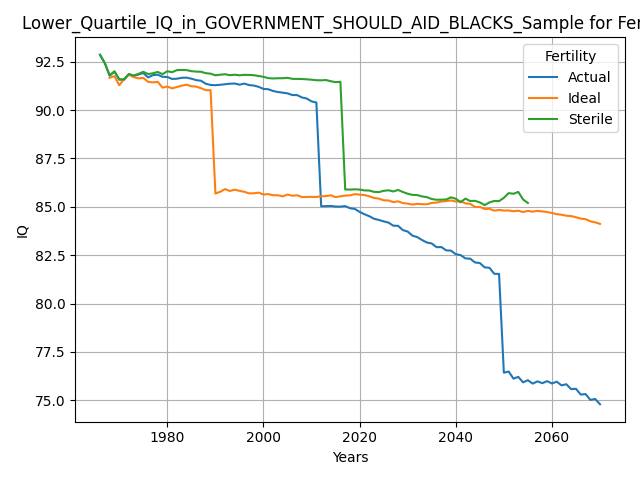 Lower_Quartile_IQ_in_GOVERNMENT_SHOULD_AID_BLACKS_Sample for Fer
92.5
90.0
87.5
85.0
82.5
80.0
77.5
75.0
IQ
Fertility
Actual
Ideal
Sterile
1980 2000 2020 2040 2060
Years